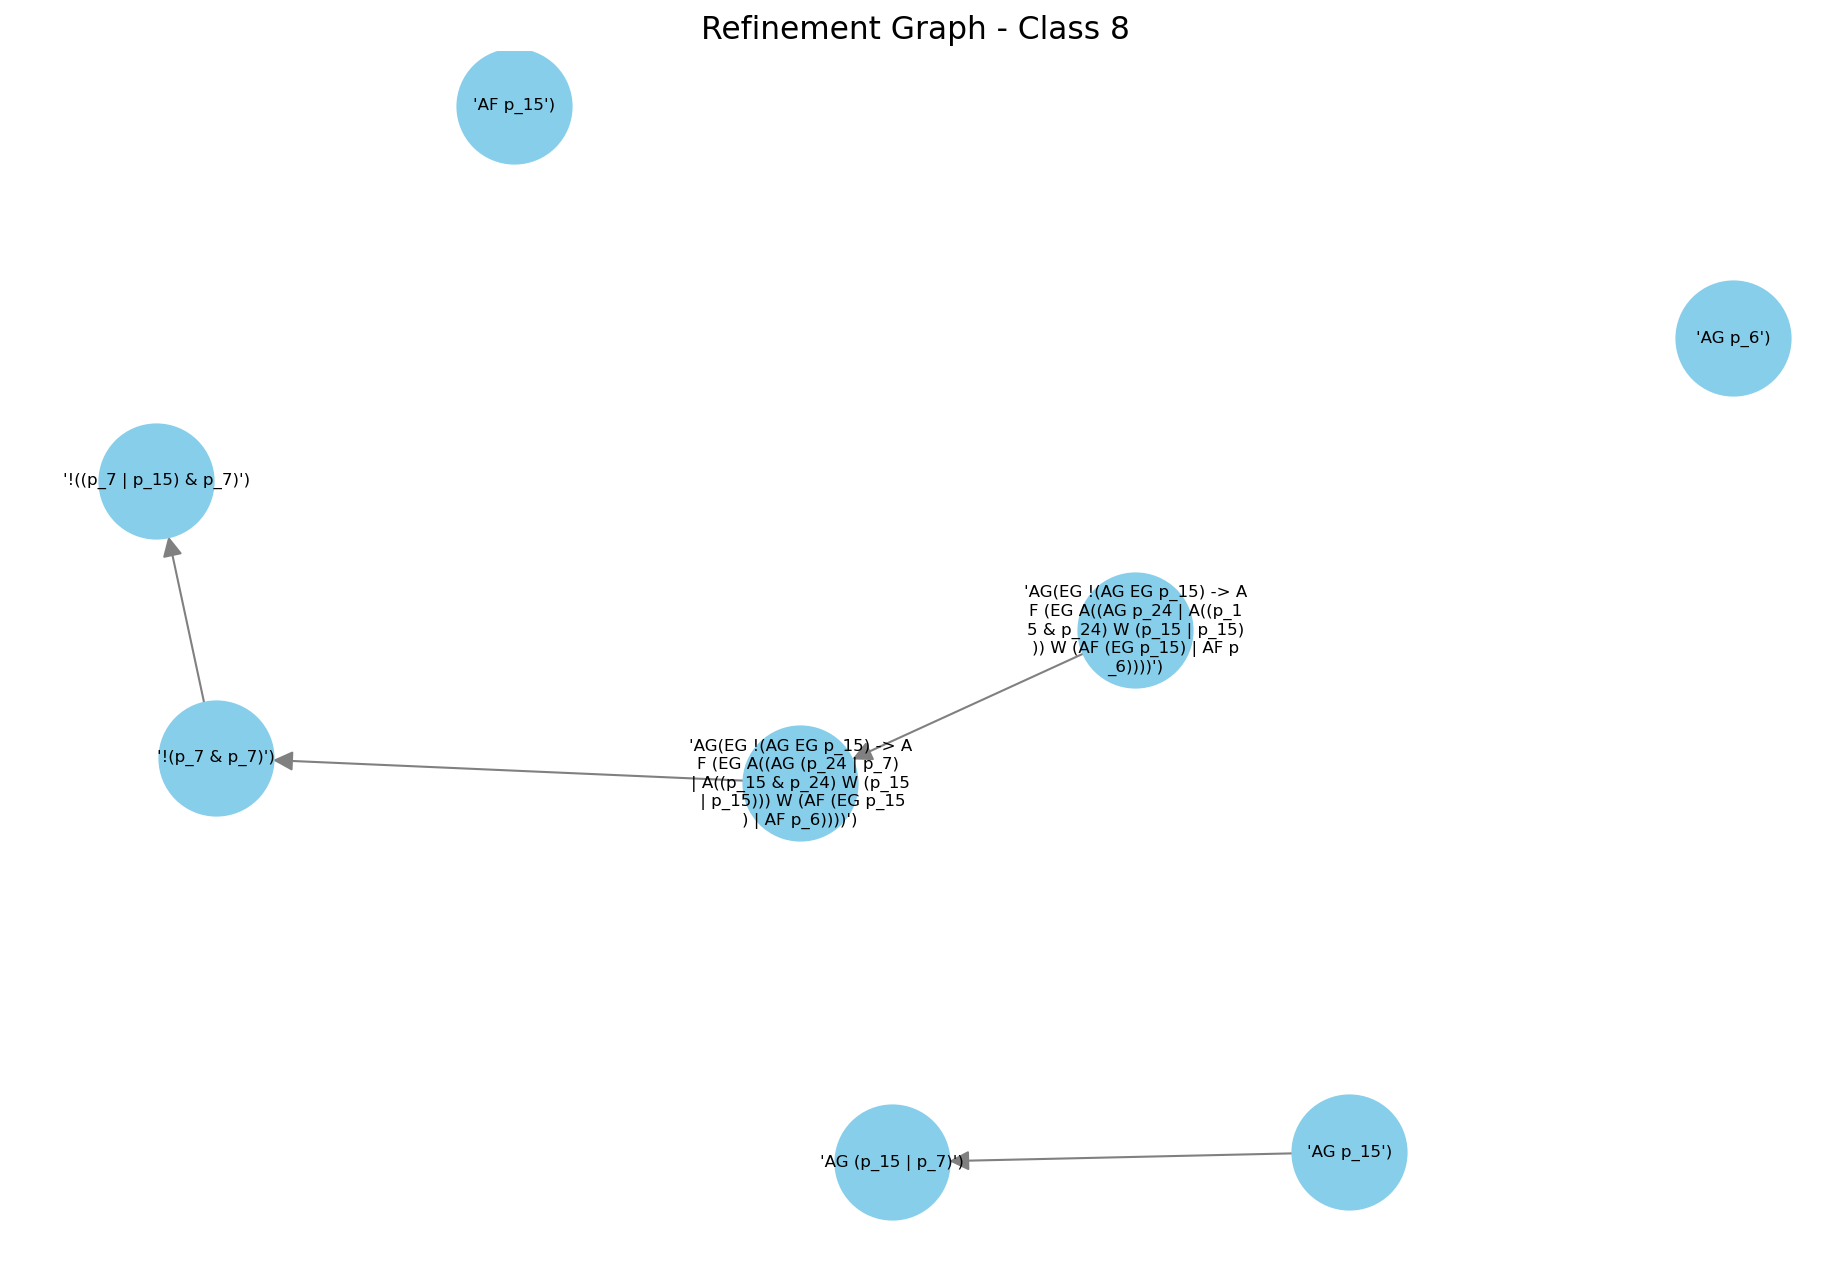 Refinement Graph - Class 8
'AF p_15')
'AG p_6')
'!((p_7 | p_15) & p_7)')
'AG(EG !(AG EG p_15) -> A
F (EG A((AG p_24 | A((p_1
5 & p_24) W (p_15 | p_15)
)) W (AF (EG p_15) | AF p
_6))))')
'!(p_7 & p_7)')
'AG(EG !(AG EG p_15) -> A
F (EG A((AG (p_24 | p_7)
| A((p_15 & p_24) W (p_15
| p_15))) W (AF (EG p_15
) | AF p_6))))')
'AG (p_15 | p_7)')
'AG p_15')